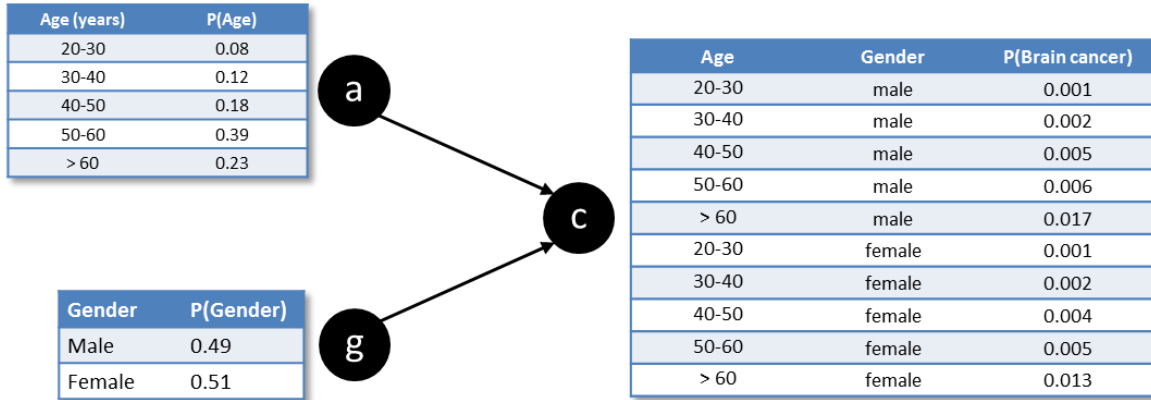 Age (years) P(Age)
20-30 0.08
30-40 0.12
40-50 0.18
50-60 0.39
> 60 0.23
a
Age Gender P(Brain cancer)
20-30 male 0.001
30-40 male 0.002
40-50 male 0.005
50-60 male 0.006
> 60 male 0.017
20-30 female 0.001
30-40 female 0.002
40-50 female 0.004
50-60 female 0.005
> 60 female 0.013
c
Gender P(Gender)
Male 0.49
Female 0.51
g